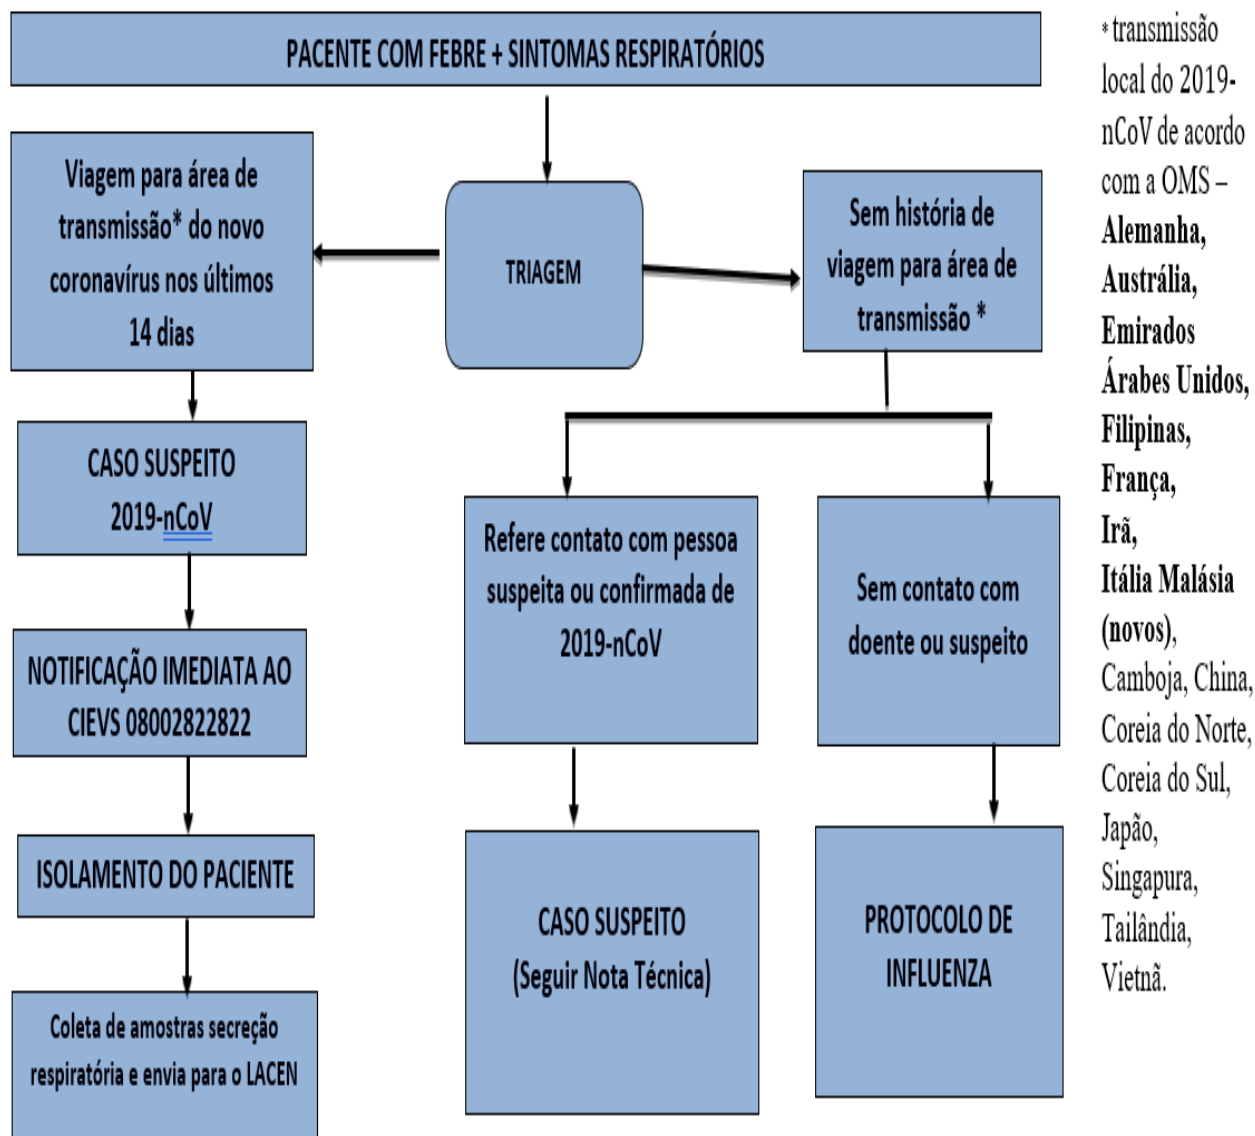 PACENTE COM FEBRE + SINTOMAS RESPIRATÓRIOS
Viagem para área de
transmissão* do novo
coronavírus nos últimos
14 dias
TRIAGEM
Sem história de
viagem para área de
transmissão *
CASO SUSPEITO
2019-nCoV
NOTIFICAÇÃO IMEDIATA AO
CIEVS 08002822822
ISOLAMENTO DO PACIENTE
Coleta de amostras secreção
respiratória e envia para o LACEN
Refere contato com pessoa
suspeita ou confirmada de
2019-nCoV
CASO SUSPEITO
(Seguir Nota Técnica)
Sem contato com
doente ou suspeito
PROTOCOLO DE
INFLUENZA
*transmissão
local do 2019-
nCoV de acordo
com a OMS –
Alemanha,
Austrália,
Emirados
Árabes Unidos,
Filipinas,
França,
Irã,
Itália Malásia
(novos),
Camboja, China,
Coreia do Norte,
Coreia do Sul,
Japão,
Singapura,
Tailândia,
Vietnã.